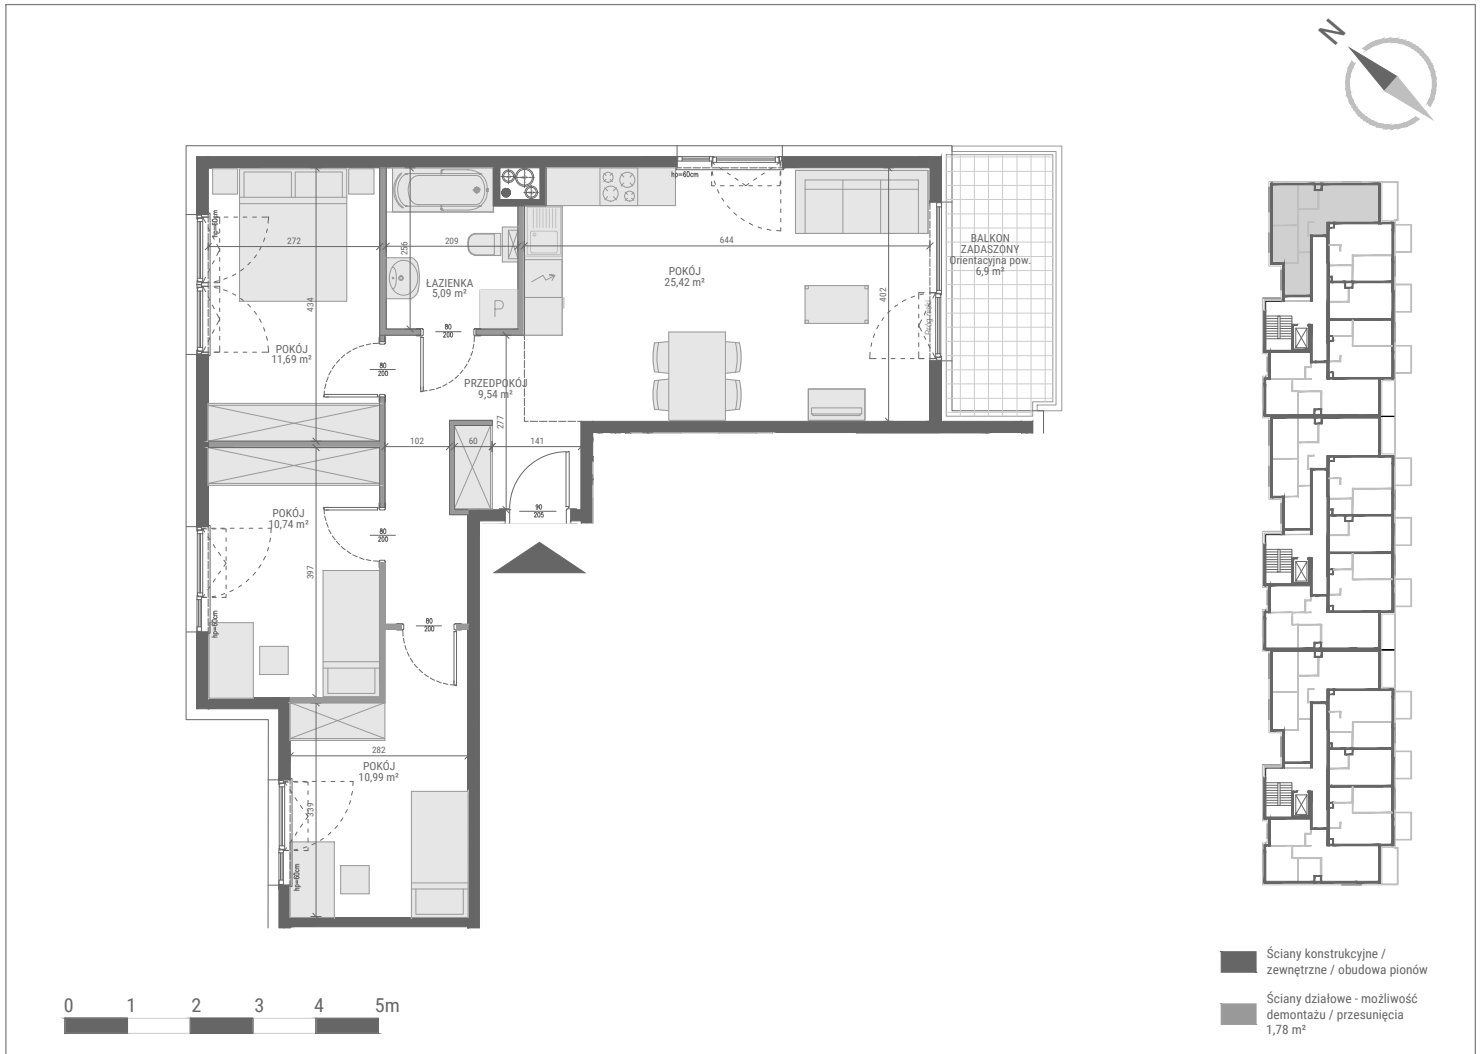 N
hp=60cm
hp=60cm
272
256
209
644
434
402
ŁAZIENKA
5,09 m²
P
POKÓJ
25,42 m²
BALKON
ZADASZONY
Orientacyjna pow.
6,9 m²
POKÓJ
11,69 m²
80
200
80
200
PRZEDPOKÓJ
9,54 m²
277
102
60
141
POKÓJ
10,74 m²
90
205
80
200
397
hp=60cm
80
200
282
POKÓJ
10,99 m²
339
hp=60cm
0 1 2 3 4 5m
Ściany konstrukcyjne /
zewnętrzne / obudowa pionów
Ściany działowe - możliwość
demontażu / przesunięcia
1,78 m²